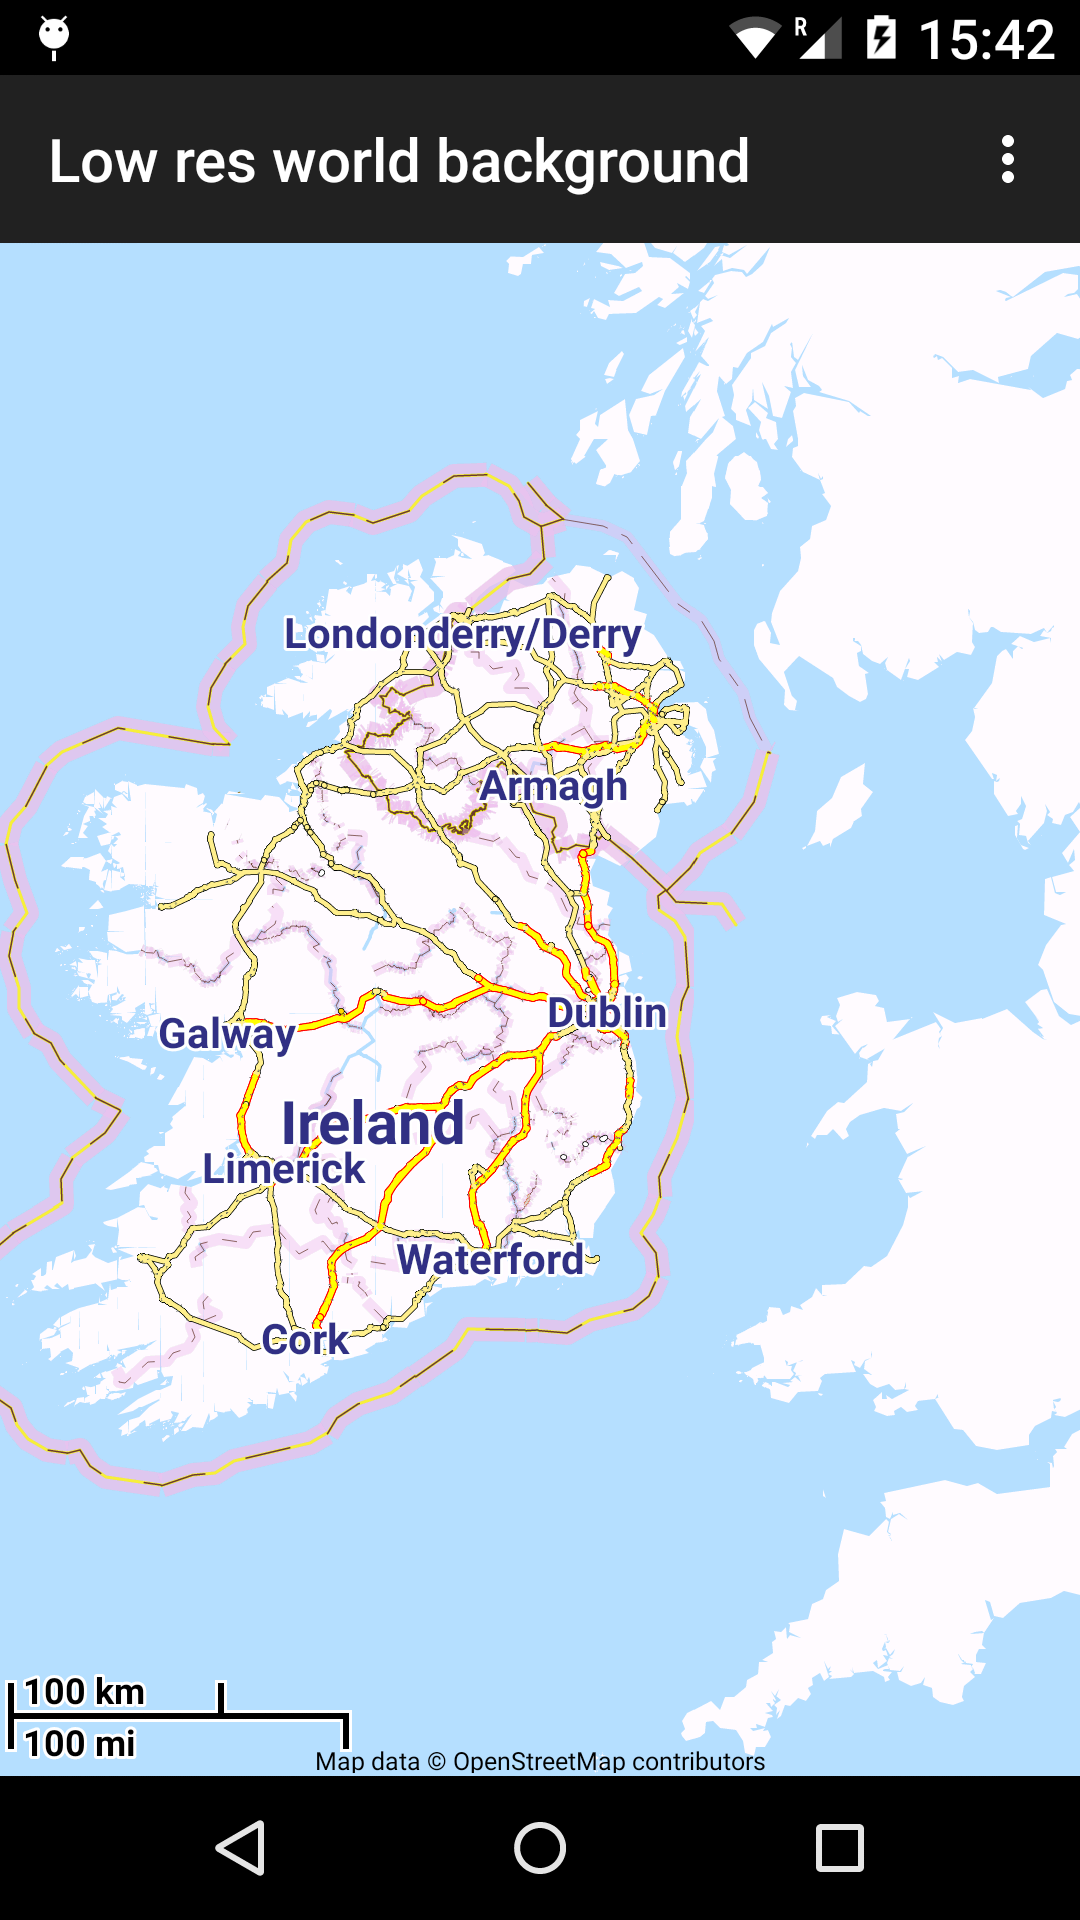 R 15:42
Low res world background
Londonderry/Derry
Armagh
Dublin
Galway
Ireland
Limerick
Waterford
Cork
100 km
100 mi
Map data © OpenStreetMap contributors